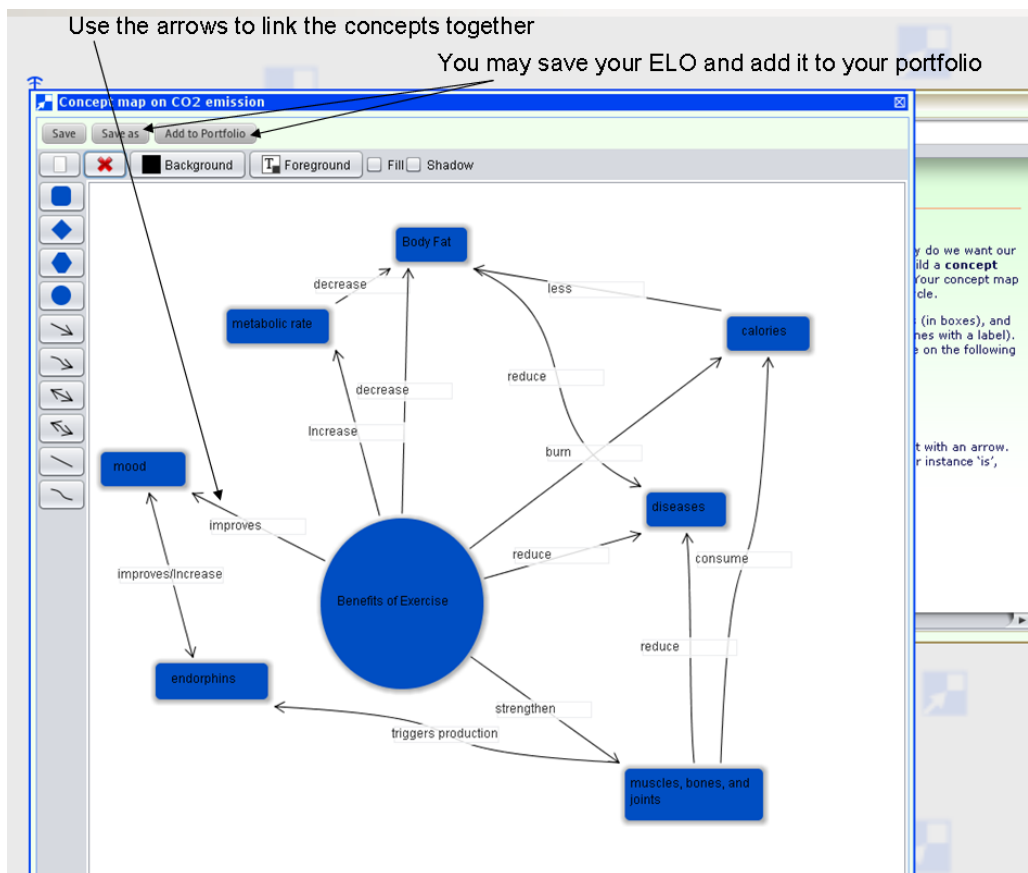 Use the arrows to link the concepts together
You may save your ELO and add it to your portfolio
Concept map on CO2 emission
Save
Save as
Add to Portfolio
Background
T
Foreground
Fill
Shadow
Body Fat
decrease
less
metabolic rate
calories
reduce
decrease
Increase
burn
mood
diseases
improves
reduce
consume
improves/Increase
Benefits of Exercise
reduce
endorphins
strengthen
triggers production
muscles, bones, and
joints
do we want our
concept
our concept map
cle.
(in boxes), and
nes with a label).
on the following
t with an arrow.
r instance 'is',